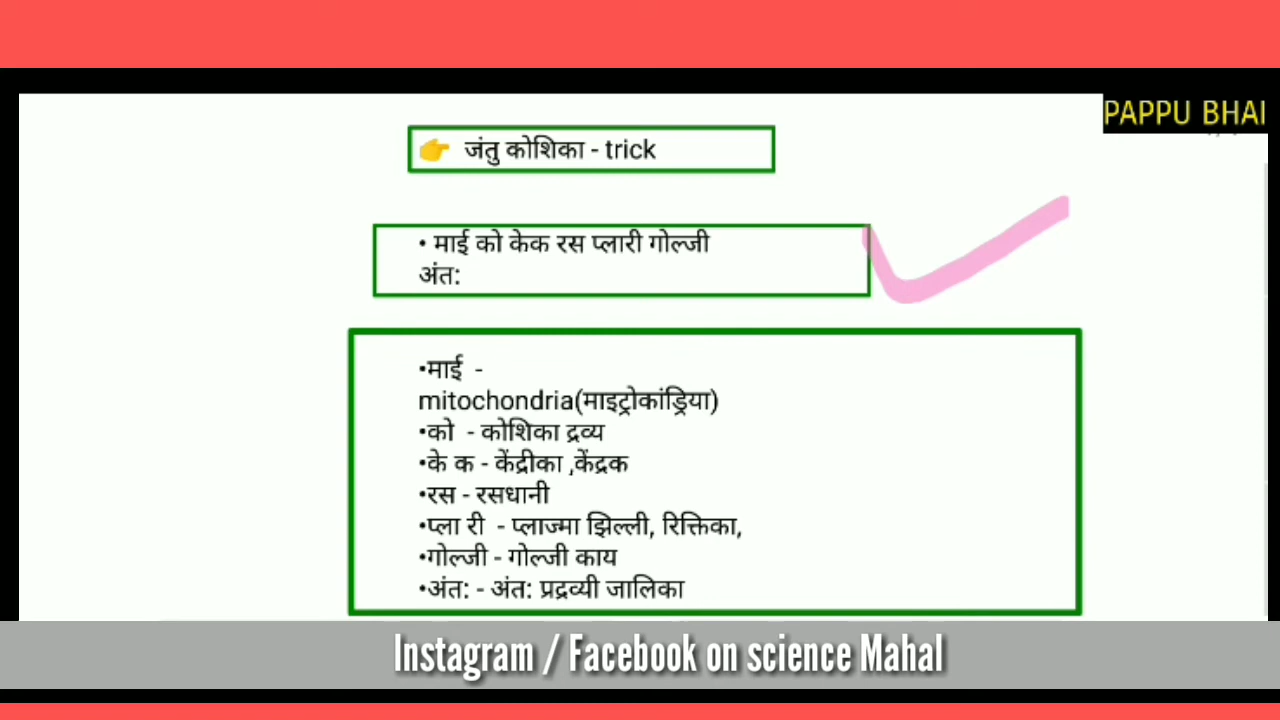 PAPPU BHAI
👉 जंतु कोशिका - trick
• माई को केक रस प्लारी गोल्जी
अंत:
•माई -
mitochondria(माइट्रोकांड्रिया)
•को - कोशिका द्रव्य
•के क - केंद्रीका ,केंद्रक
•रस - रसधानी
•प्ला री - प्लाज्मा झिल्ली, रिक्तिका,
•गोल्जी - गोल्जी काय
•अंत: - अंत: प्रद्रव्यी जालिका
Instagram / Facebook on science Mahal